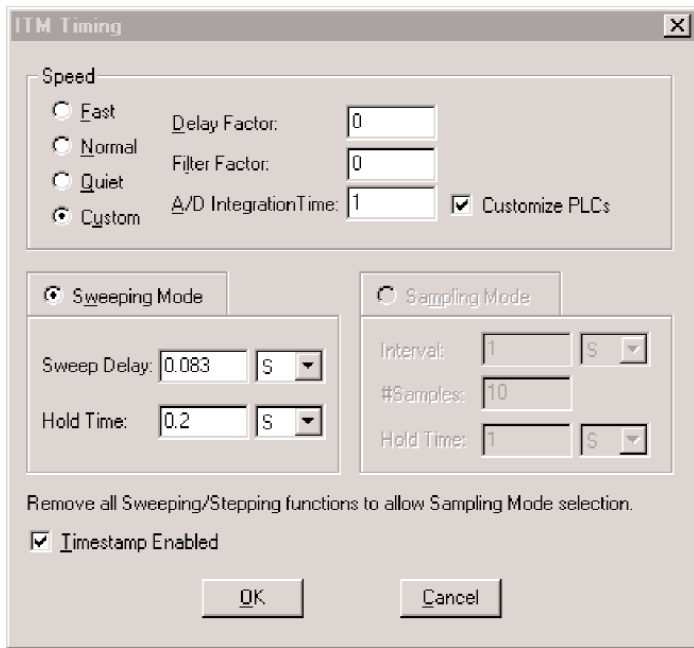 ITM Timing
Speed
Fast
Normal
Quiet
Custom
Delay Factor: 0
Filter Factor: 0
A/D IntegrationTime: 1
Customize PLCs
Sweeping Mode
Sweep Delay: 0.083 S
Hold Time: 0.2 S
Sampling Mode
Interval: 1 S
#Samples: 10
Hold Time: 1 S
Remove all Sweeping/Stepping functions to allow Sampling Mode selection.
Timestamp Enabled
OK Cancel